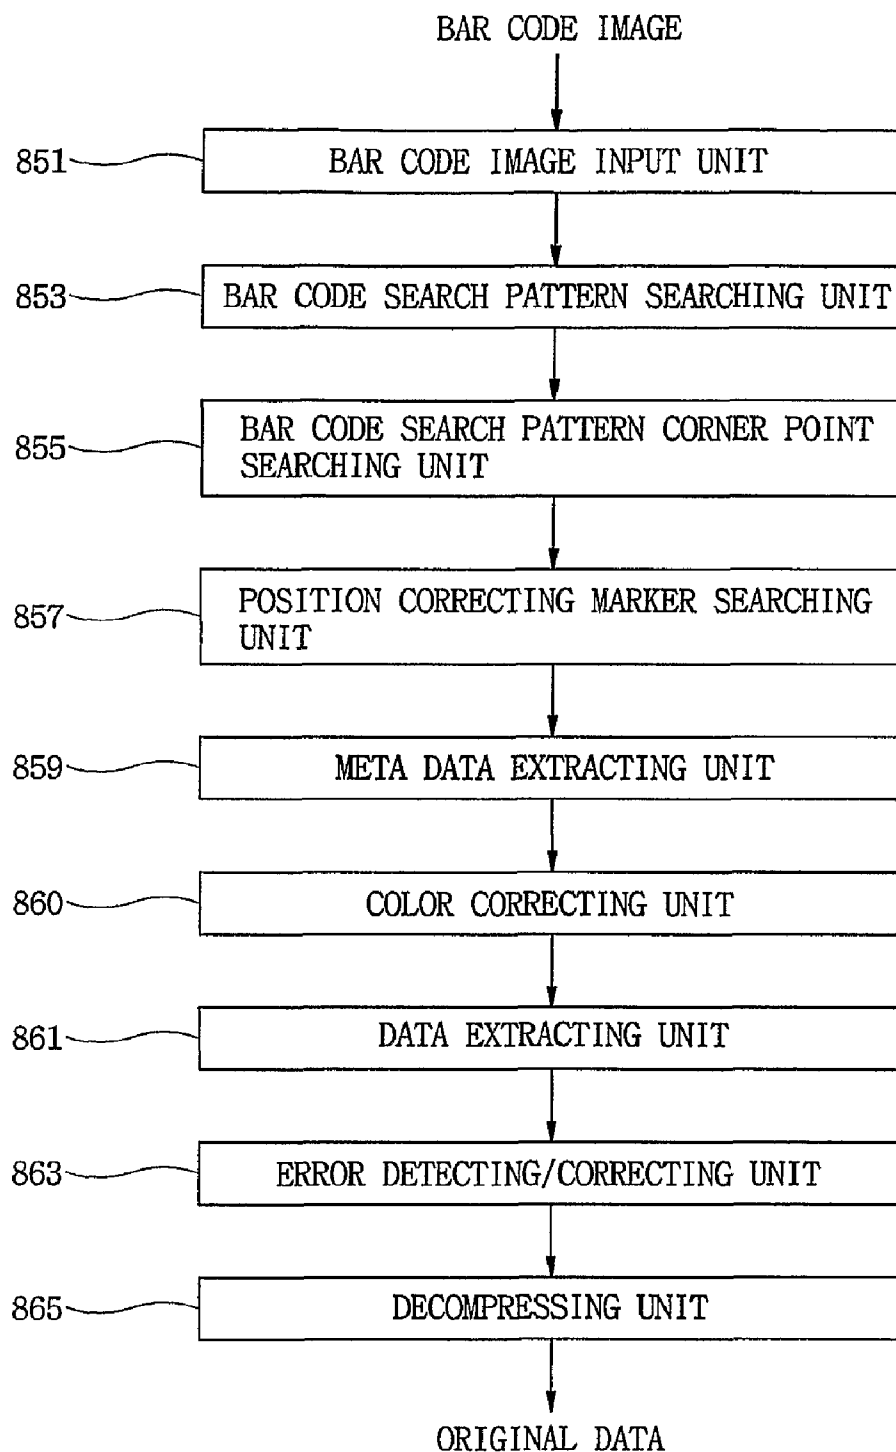 BAR CODE IMAGE
851 BAR CODE IMAGE INPUT UNIT
853 BAR CODE SEARCH PATTERN SEARCHING UNIT
BAR CODE SEARCH PATTERN CORNER POINT
855
SEARCHING UNIT
POSITION CORRECTING MARKER SEARCHING
857
UNIT
859 META DATA EXTRACTING UNIT
860 COLOR CORRECTING UNIT
861 DATA EXTRACTING UNIT
863 ERROR DETECTING/CORRECTING UNIT
865 DECOMPRESSING UNIT
ORIGINAL DATA